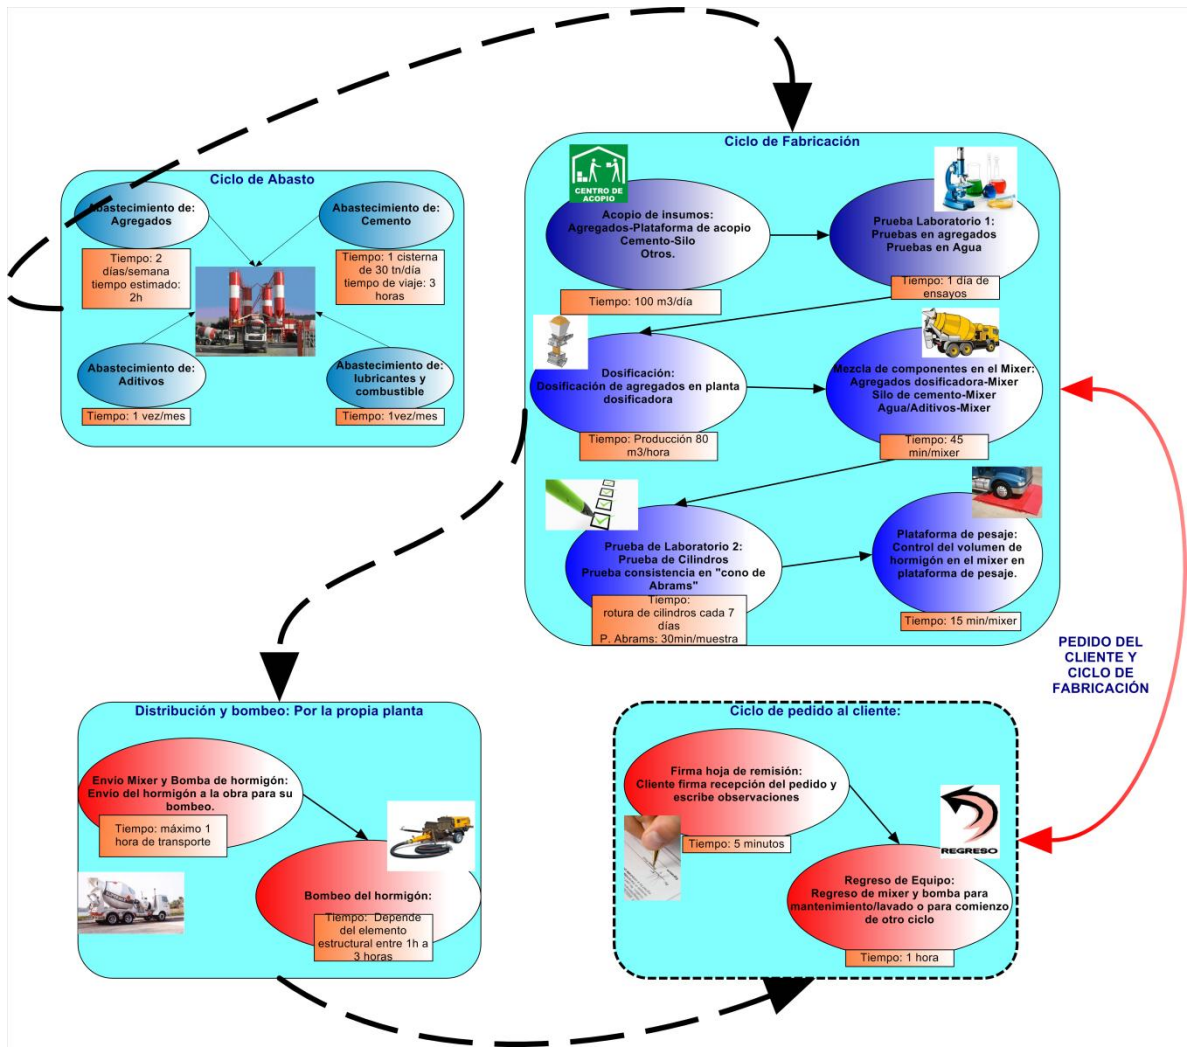 Ciclo de Abasto
Abastecimiento de:
Agregados
Tiempo: 2
días/semana
tiempo estimado:
2h
Abastecimiento de:
Cemento
Tiempo: 1 cisterna
de 30 tn/día
tiempo de viaje: 3
horas
Abastecimiento de:
Aditivos
Tiempo: 1 vez/mes
Abastecimiento de:
lubricantes y
combustible
Tiempo: 1vez/mes
Ciclo de Fabricación
CENTRO DE
ACOPIO
Acopio de insumos:
Agregados-Plataforma de acopio
Cemento-Silo
Otros.
Tiempo: 100 m3/día
Prueba Laboratorio 1:
Pruebas en agregados
Pruebas en Agua
Tiempo: 1 día de
ensayos
Dosificación:
Dosificación de agregados en planta
dosificadora
Tiempo: Producción 80
m3/hora
Mezcla de componentes en el Mixer:
Agregados dosificadora-Mixer
Silo de cemento-Mixer
Agua/Aditivos-Mixer
Tiempo: 45
min/mixer
Prueba de Laboratorio 2:
Prueba de Cilindros
Prueba consistencia en "cono de
Abrams"
Tiempo:
rotura de cilindros cada 7
días
P. Abrams: 30min/muestra
Plataforma de pesaje:
Control del volumen de
hormigón en el mixer en
plataforma de pesaje.
Tiempo: 15 min/mixer
PEDIDO DEL
CLIENTE Y
CICLO DE
FABRICACIÓN
Distribución y bombeo: Por la propia planta
Envío Mixer y Bomba de hormigón:
Envío del hormigón a la obra para su
bombeo.
Tiempo: máximo 1
hora de transporte
Bombeo del hormigón:
Tiempo: Depende
del elemento
estructural entre 1h a
3 horas
Ciclo de pedido al cliente:
Firma hoja de remisión:
Cliente firma recepción del pedido y
escribe observaciones
Tiempo: 5 minutos
REGRESO
Regreso de Equipo:
Regreso de mixer y bomba para
mantenimiento/lavado o para comienzo
de otro ciclo
Tiempo: 1 hora